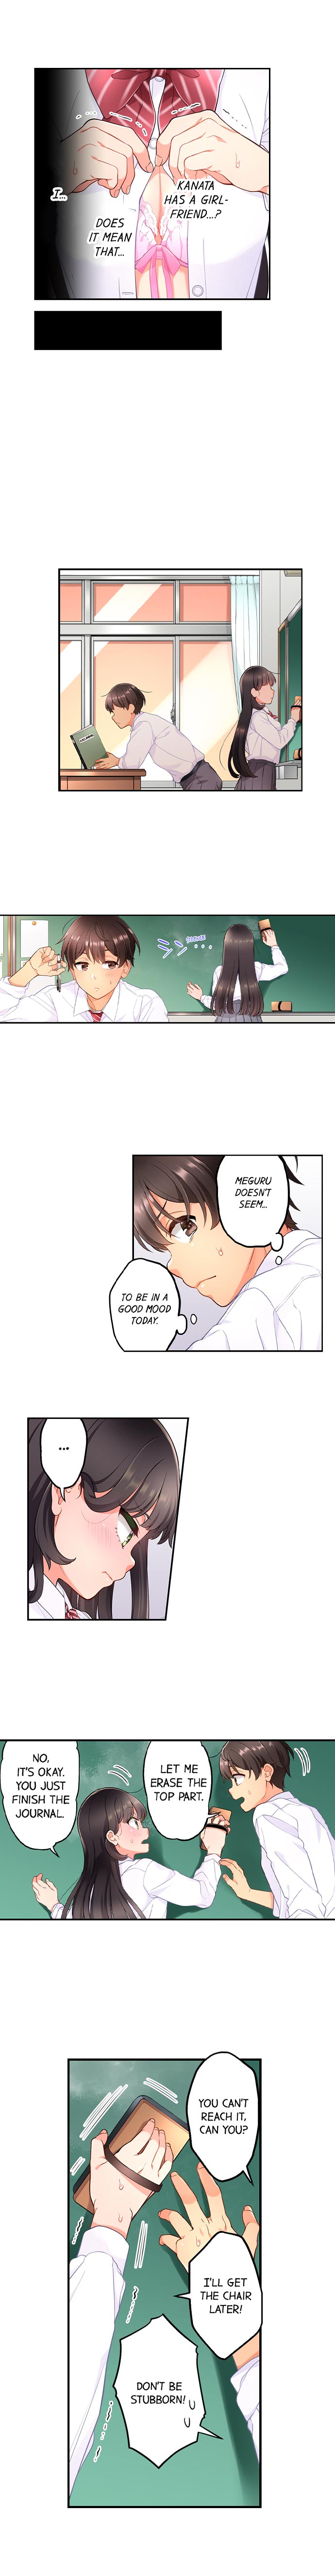 KANATA
HAS A GIRL-
FRIEND...?
DOES
IT MEAN
THAT...
I...
MEGURU
DOESN'T
SEEM...
TO BE IN A
GOOD MOOD
TODAY.
...
LET ME
ERASE THE
TOP PART.
NO,
IT'S OKAY.
YOU JUST
FINISH THE
JOURNAL.
YOU CAN'T
REACH IT,
CAN YOU?
I'LL GET
THE CHAIR
LATER!
DON'T BE
STUBBORN!